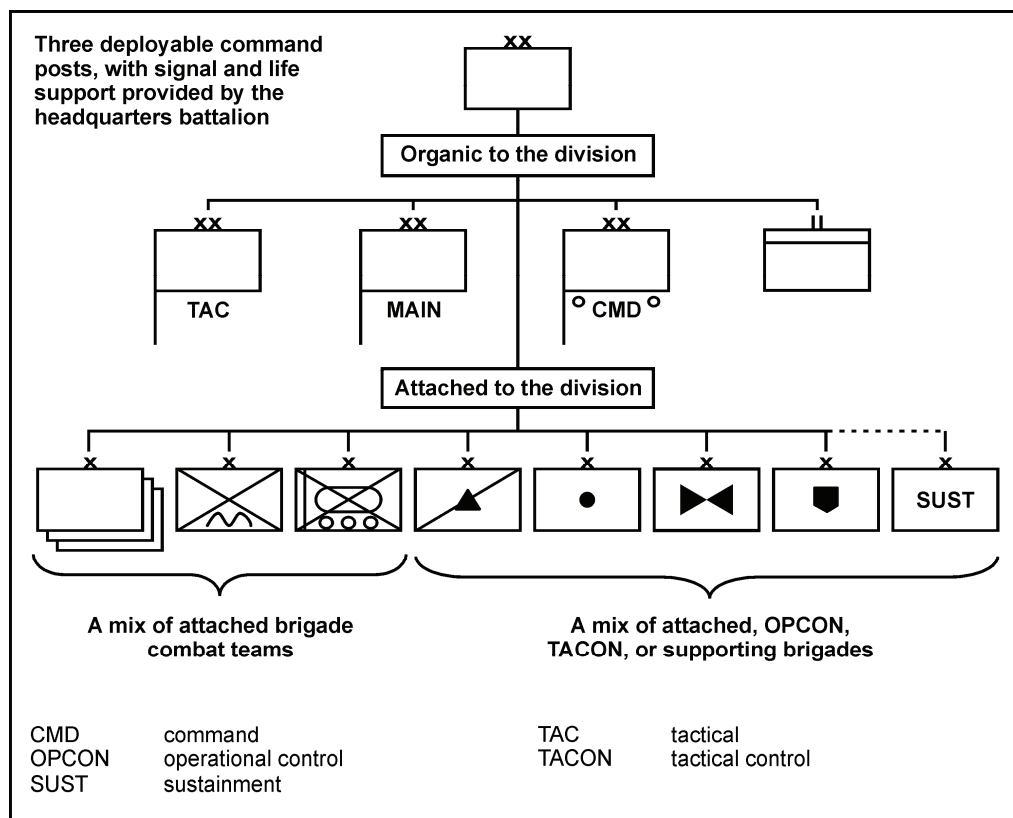 Three deployable command
posts, with signal and life
support provided by the
headquarters battalion
XX
Organic to the division
XX XX XX II
TAC MAIN CMD
Attached to the division
X X X X X X X X
SUST
A mix of attached brigade
combat teams
A mix of attached, OPCON,
TACON, or supporting brigades
CMD command
OPCON operational control
SUST sustainment
TAC tactical
TACON tactical control